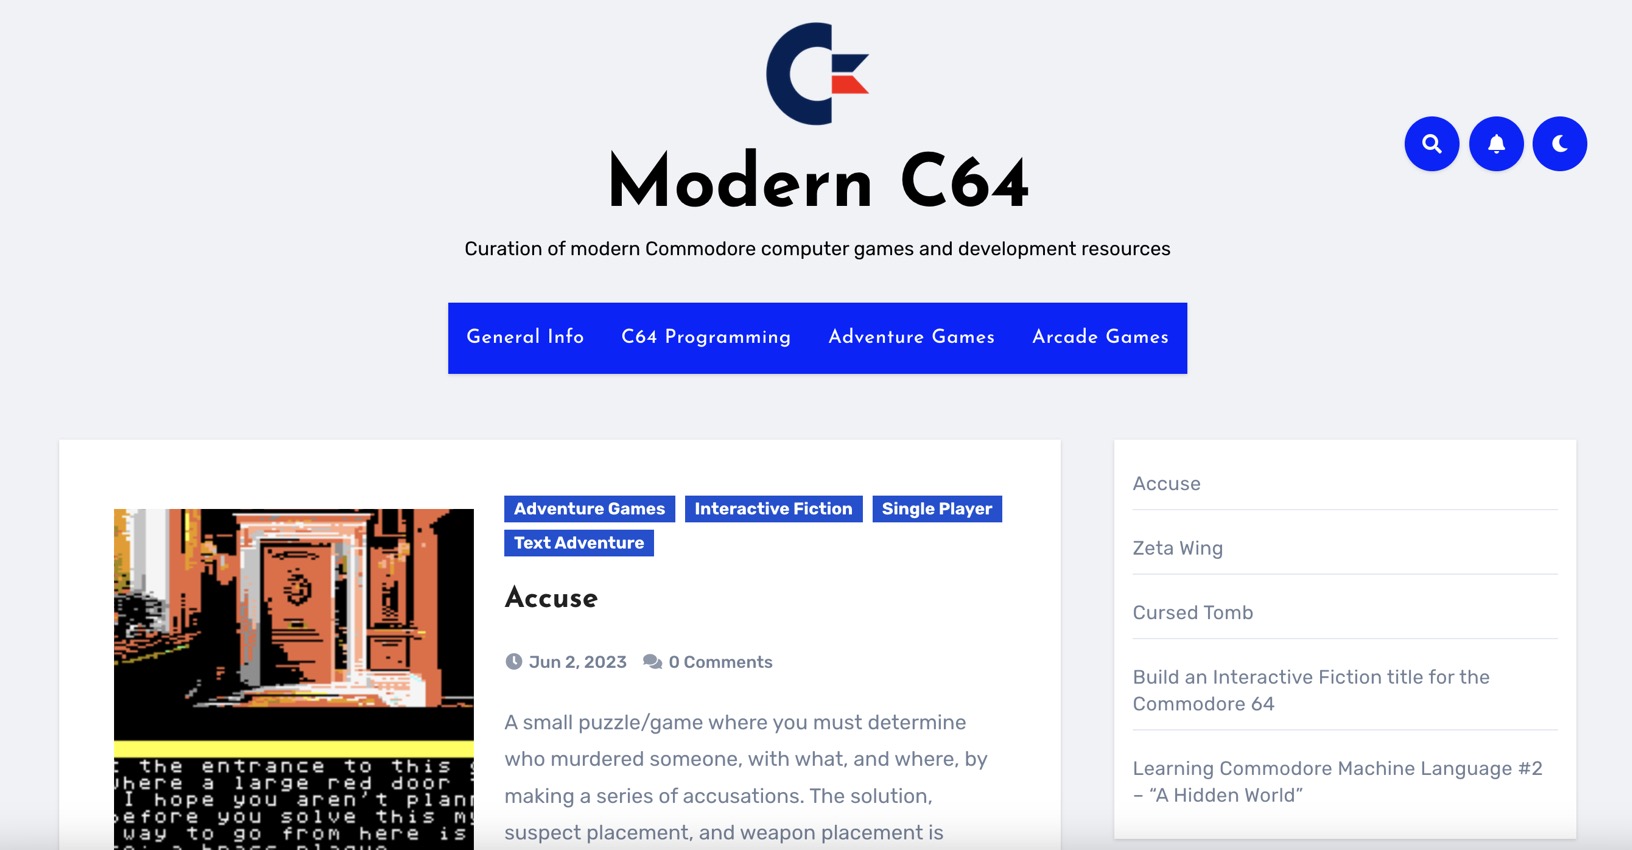 Modern C64
Curation of modern Commodore computer games and development resources
General Info
C64 Programming
Adventure Games
Arcade Games
Adventure Games
Interactive Fiction
Single Player
Text Adventure
Accuse
Jun 2, 2023
0 Comments
A small puzzle/game where you must determine
who murdered someone, with what, and where, by
making a series of accusations. The solution,
suspect placement, and weapon placement is
the entrance to this
where a large red door
I hope you aren't
before you solve this
way to go from here is
Accuse
Zeta Wing
Cursed Tomb
Build an Interactive Fiction title for the
Commodore 64
Learning Commodore Machine Language #2
– “A Hidden World”